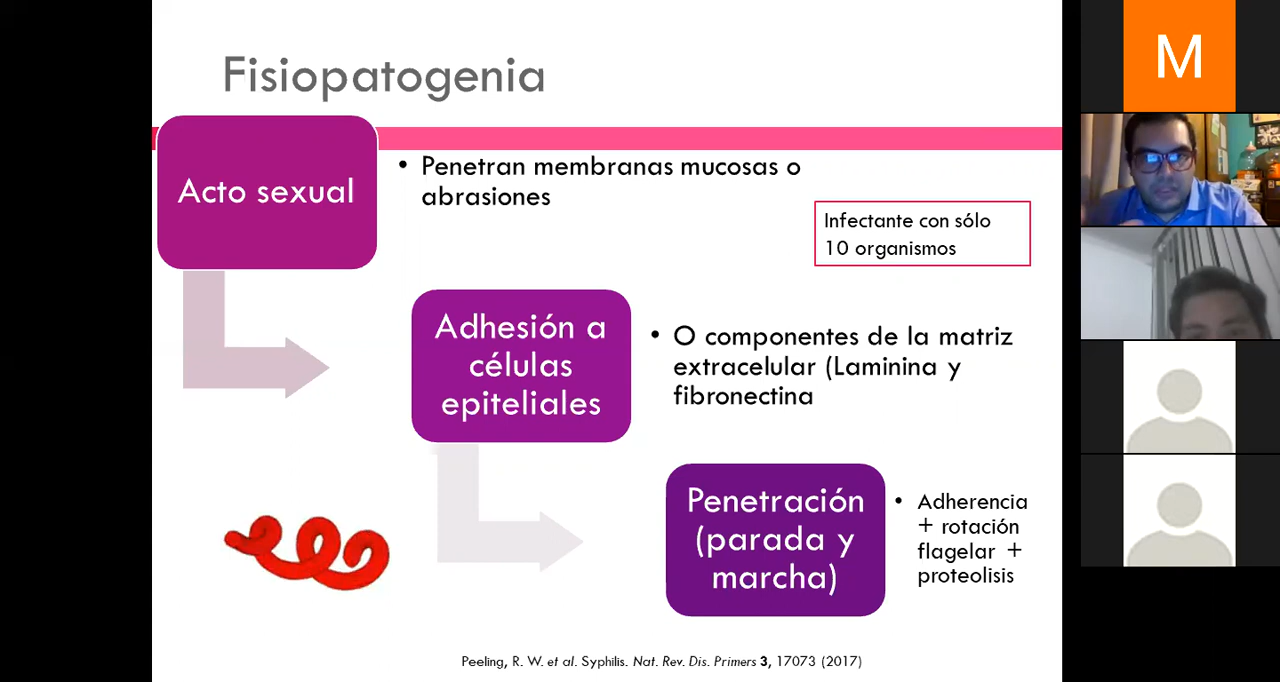 Fisiopatogenia
Acto sexual
• Penetran membranas mucosas o
abrasiones
Infectante con sólo
10 organismos
Adhesión a
células
epiteliales
• O componentes de la matriz
extracelular (Laminina y
fibronectina
Penetración
(parada y
marcha)
• Adherencia
+ rotación
flagelar +
proteolisis
Peeling, R. W. et al. Syphilis. Nat. Rev. Dis. Primers 3, 17073 (2017)
M